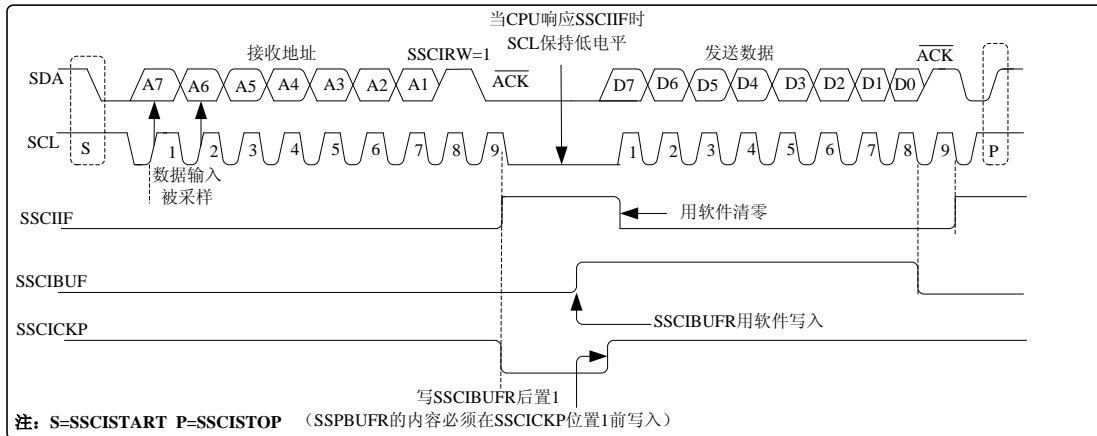 当CPU响应SSCIIF时
SCL保持低电平
接收地址 SSCIRW=1 发送数据
SDA A7 A6 A5 A4 A3 A2 A1 ACK D7 D6 D5 D4 D3 D2 D1 D0 ACK
SCL S 1 2 3 4 5 6 7 8 9 1 2 3 4 5 6 7 8 9 P
数据输入
被采样
SSCIIF 用软件清零
SSCIBUF
SSCIBUFR用软件写入
SSCICKP
写SSCIBUFR后置1
注：S=SSCISTART P=SSCISTOP （SSPBUFR的内容必须在SSCICKP位置1前写入）